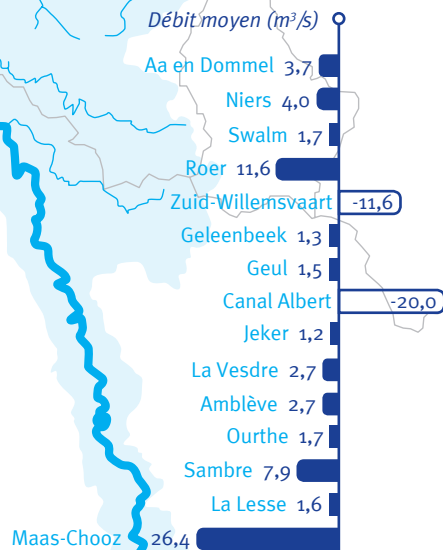 Débit moyen (m³/s)
Aa en Dommel 3,7
Niers 4,0
Swalm 1,7
Roer 11,6
Zuid-Willemsvaart -11,6
Geleenbeek 1,3
Geul 1,5
Canal Albert -20,0
Jeker 1,2
La Vesdre 2,7
Amblève 2,7
Ourthe 1,7
Sambre 7,9
La Lesse 1,6
Maas-Chooz 26,4